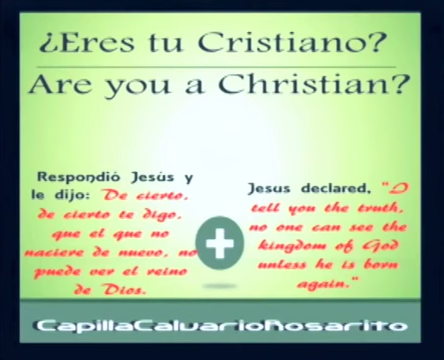 ¿Eres tu Cristiano?
Are you a Christian?
Respondió Jesús y
le dijo: De cierto,
de cierto te digo,
que el que no
naciere de nuevo, no
puede ver el reino
de Dios.
Jesus declared, "I
tell you the truth,
no one can see the
kingdom of God
unless he is born
again."
CapillaCalvarioRosarito